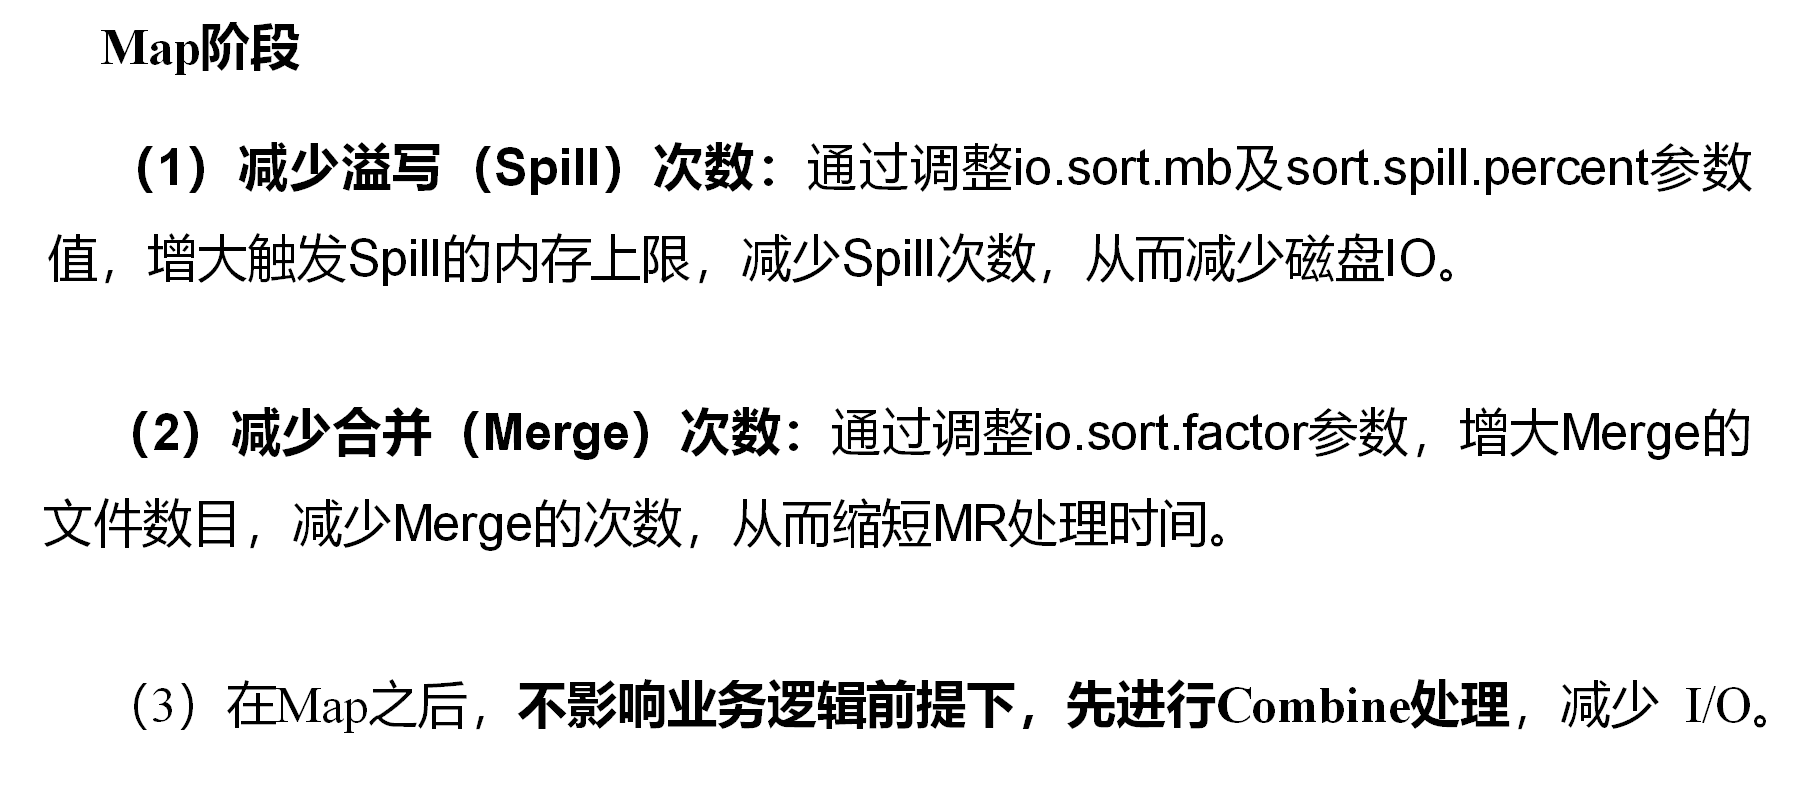 Map阶段
（1）减少溢写（Spill）次数：通过调整io.sort.mb及sort.spill.percent参数
值，增大触发Spill的内存上限，减少Spill次数，从而减少磁盘IO。
（2）减少合并（Merge）次数：通过调整io.sort.factor参数，增大Merge的
文件数目，减少Merge的次数，从而缩短MR处理时间。
（3）在Map之后，不影响业务逻辑前提下，先进行Combine处理，减少 I/O。